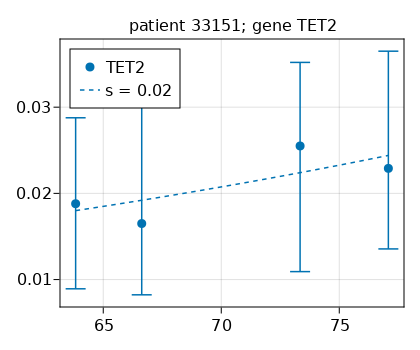 patient 33151; gene TET2
TET2
s = 0.02
0.03
0.02
0.01
65 70 75